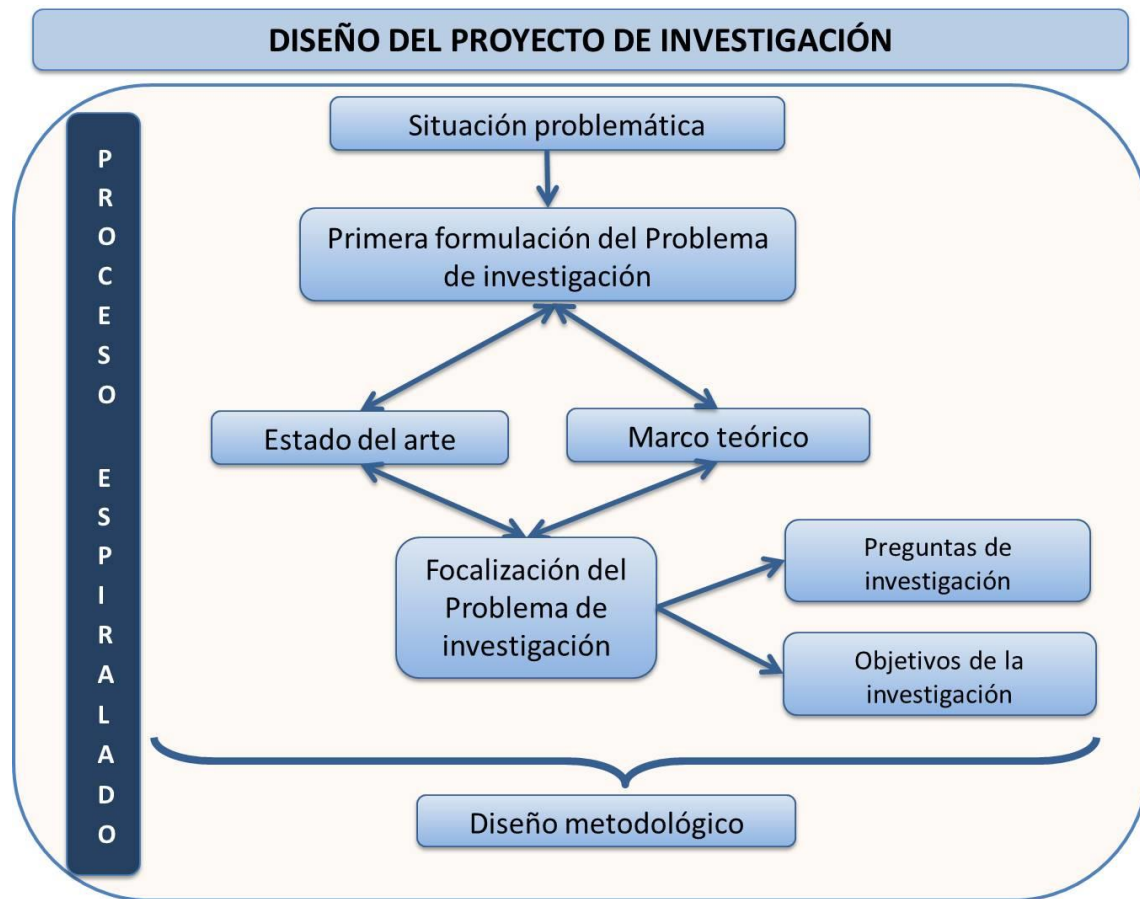 DISEÑO DEL PROYECTO DE INVESTIGACIÓN
PROCESO ESPIRALADO
Situación problemática
Primera formulación del Problema
de investigación
Estado del arte
Marco teórico
Focalización del
Problema de
investigación
Preguntas de
investigación
Objetivos de la
investigación
Diseño metodológico